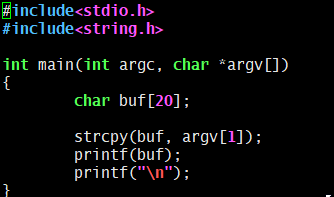 #include<stdio.h>
#include<string.h>
int main(int argc, char *argv[])
{
        char buf[20];
        strcpy(buf, argv[1]);
        printf(buf);
        printf("\n");
}